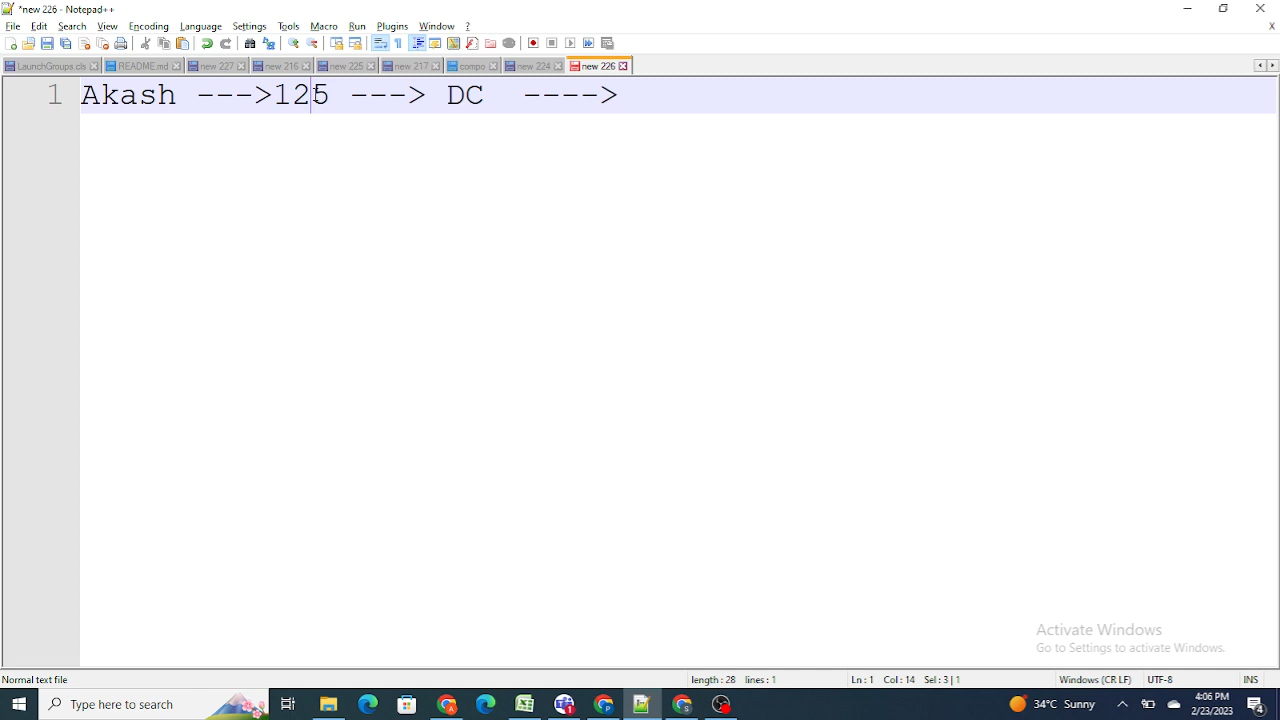 *new 226 - Notepad++
File Edit Search View Encoding Language Settings Tools Macro Run Plugins Window ?
LaunchGroups.cls README.md new 227 new 216 new 225 new 217 compo new 224 new 226
1 Akash --->125 ---> DC  ---->
Activate Windows
Go to Settings to activate Windows.
Normal text file length: 28 lines: 1 Ln: 1 Col: 14 Sel: 3 | 1 Windows (CR LF) UTF-8 INS
Type here to search 34°C Sunny 4:06 PM
2/23/2023 4